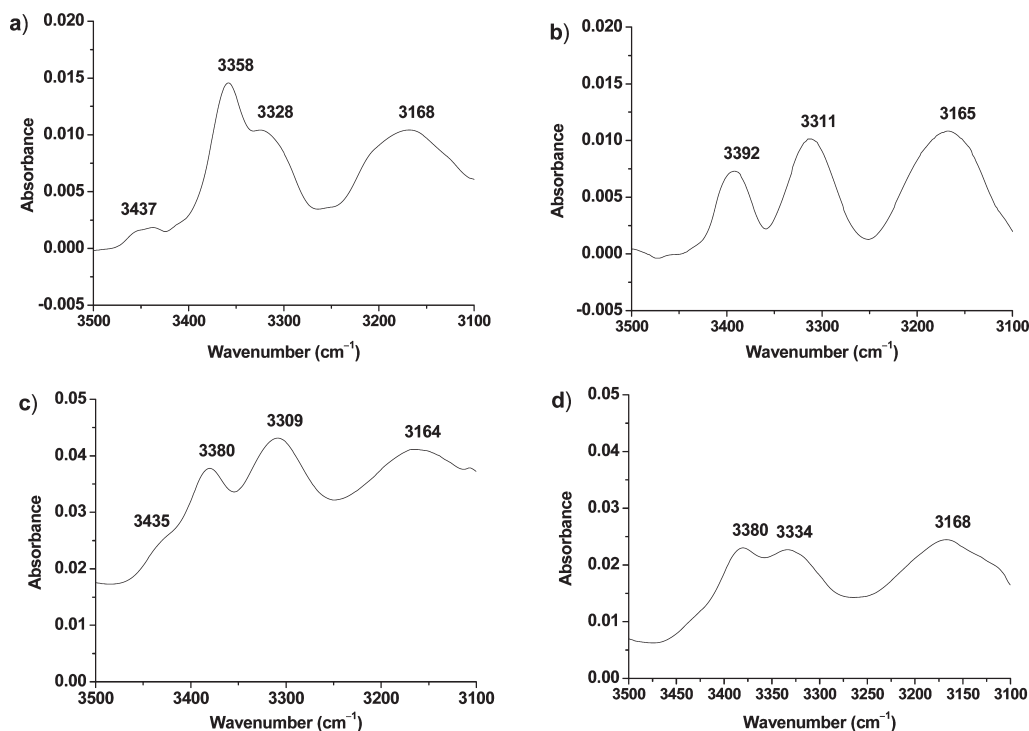 a)
0.020
0.015
0.010
0.005
0.000
-0.005
Absorbance
3437
3358
3328
3168
3500 3400 3300 3200 3100
Wavenumber (cm⁻¹)
b)
0.020
0.015
0.010
0.005
0.000
-0.005
Absorbance
3392
3311
3165
3500 3400 3300 3200 3100
Wavenumber (cm⁻¹)
c)
0.05
0.04
0.03
0.02
0.01
0.00
Absorbance
3435
3380
3309
3164
3500 3400 3300 3200 3100
Wavenumber (cm⁻¹)
d)
0.05
0.04
0.03
0.02
0.01
0.00
Absorbance
3380
3334
3168
3500 3450 3400 3350 3300 3250 3200 3150 3100
Wavenumber (cm⁻¹)